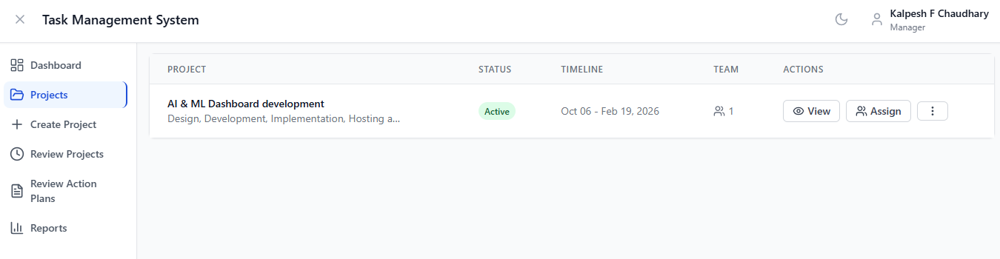 Task Management System
Kalpesh F Chaudhary
Manager
Dashboard
Projects
Create Project
Review Projects
Review Action
Plans
Reports
PROJECT STATUS TIMELINE TEAM ACTIONS
AI & ML Dashboard development
Design, Development, Implementation, Hosting a...
Active
Oct 06 - Feb 19, 2026
1
View
Assign